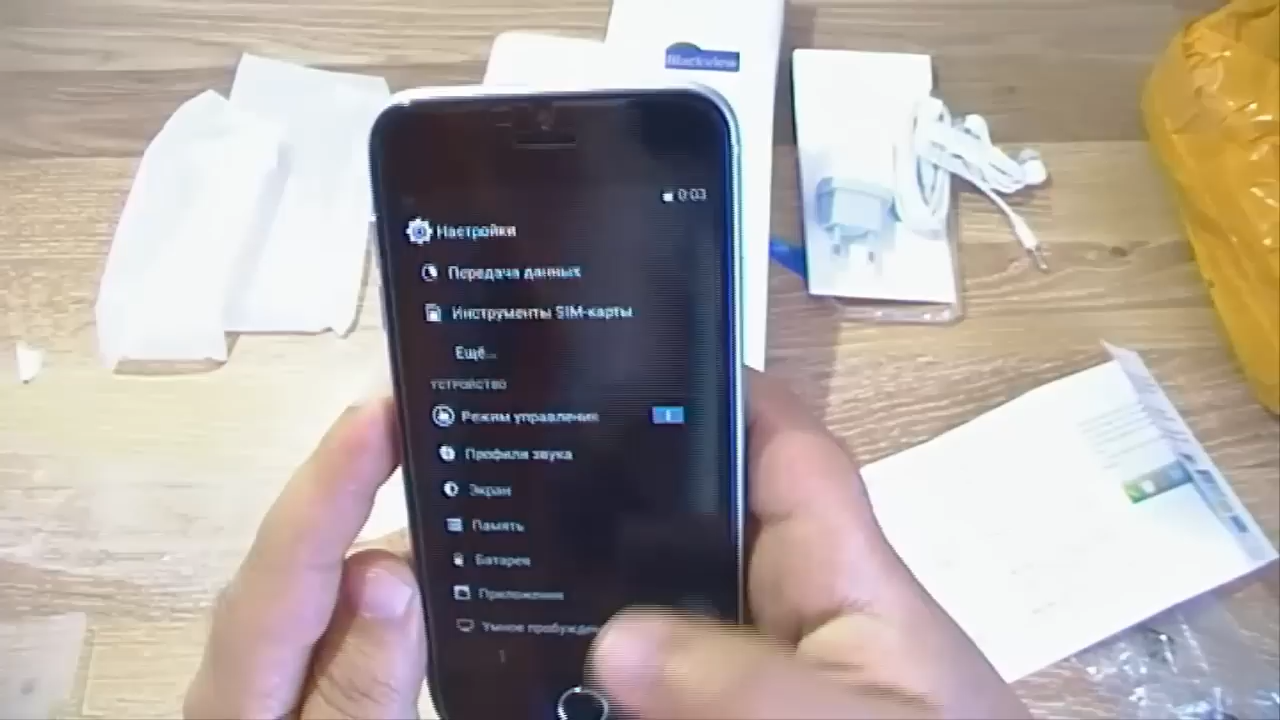 Blackview
0:03
Настройки
Передача данных
Инструменты SIM-карты
Ещё...
УСТРОЙСТВО
Режим управления
Профили звука
Экран
Память
Батарея
Приложения
Умное